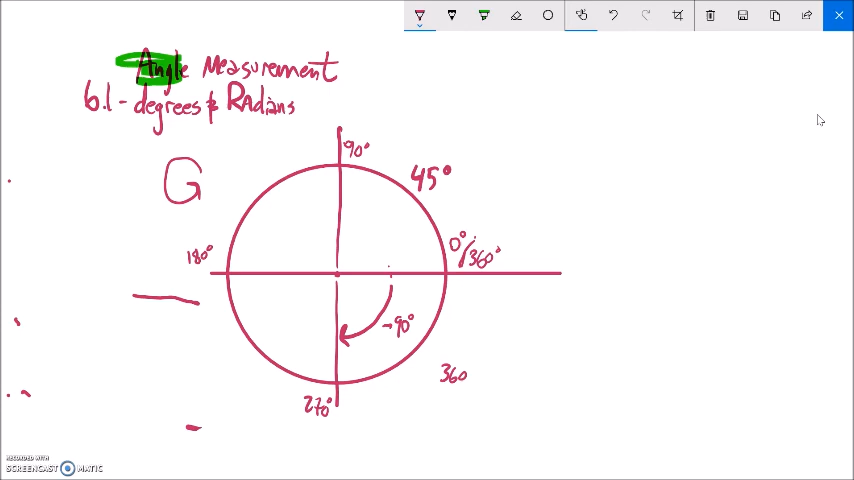 Angle Measurement
6.1 - degrees & Radians
90°
45°
G
0°/360°
180°
-90°
360
270°
RECORDED WITH
SCREENCAST MATIC